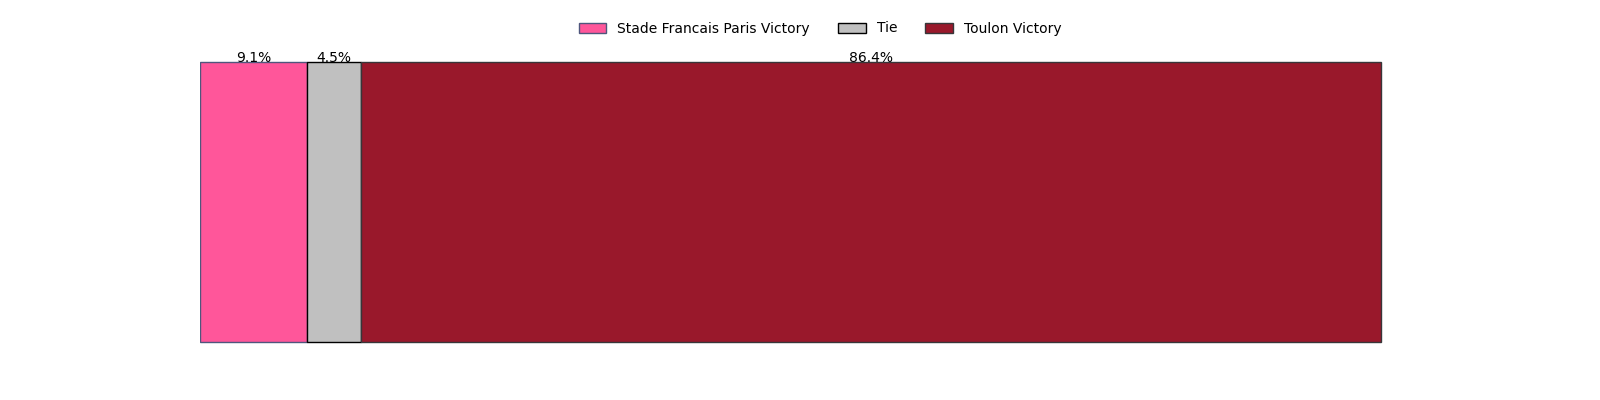 Stade Francais Paris Victory Tie Toulon Victory
9.1% 4.5% 86.4%